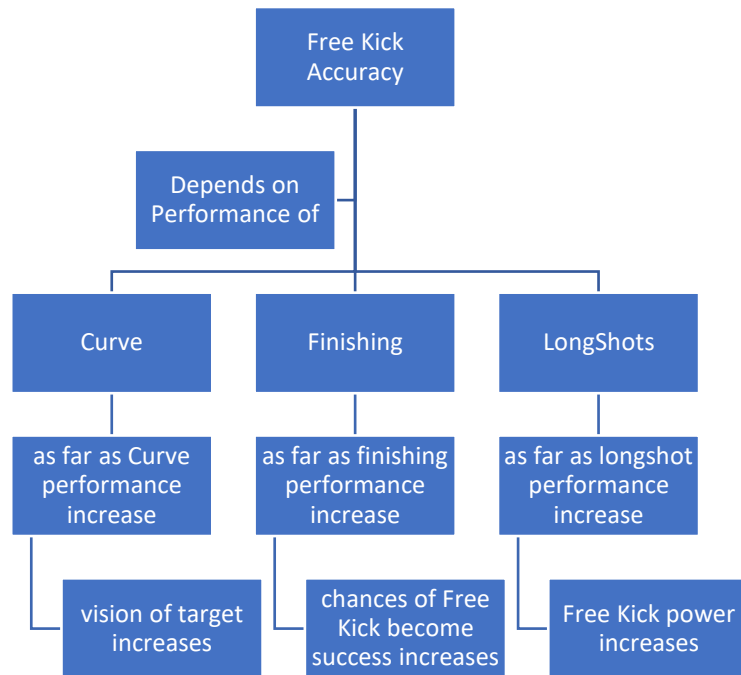 Free Kick
Accuracy
Depends on
Performance of
Curve
Finishing
LongShots
as far as Curve
performance
increase
as far as finishing
performance
increase
as far as longshot
performance
increase
vision of target
increases
chances of Free
Kick become
success increases
Free Kick power
increases